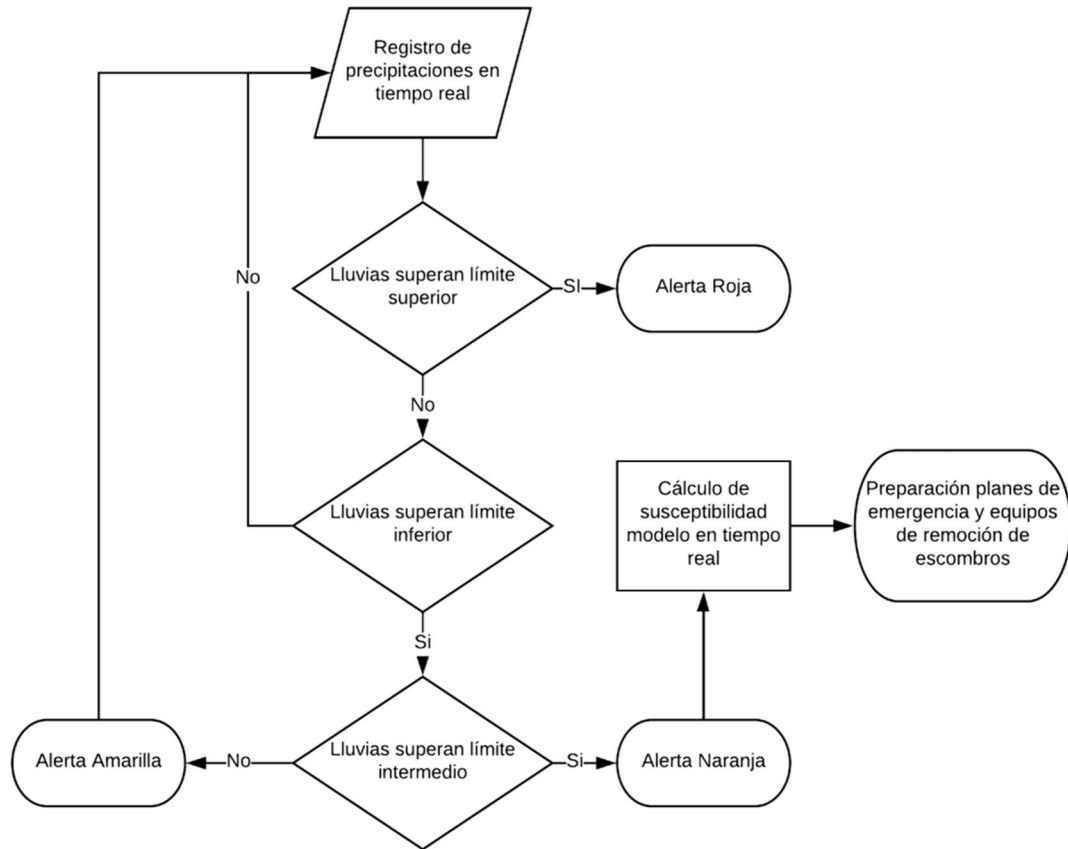 Registro de
precipitaciones en
tiempo real
Lluvias superan límite
superior
SI
Alerta Roja
No
No
Lluvias superan límite
inferior
Cálculo de
susceptibilidad
modelo en tiempo
real
Preparación planes de
emergencia y equipos
de remoción de
escombros
Si
Alerta Amarilla
No
Lluvias superan límite
intermedio
Si
Alerta Naranja